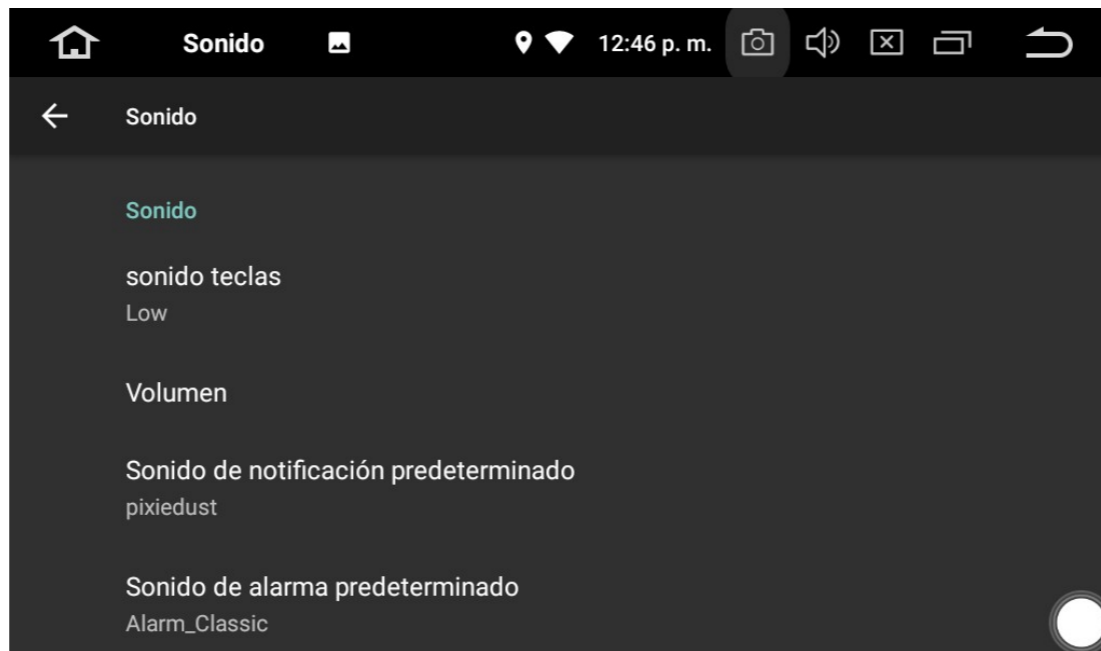 Sonido
12:46 p. m.
Sonido
Sonido
sonido teclas
Low
Volumen
Sonido de notificación predeterminado
pixiedust
Sonido de alarma predeterminado
Alarm_Classic